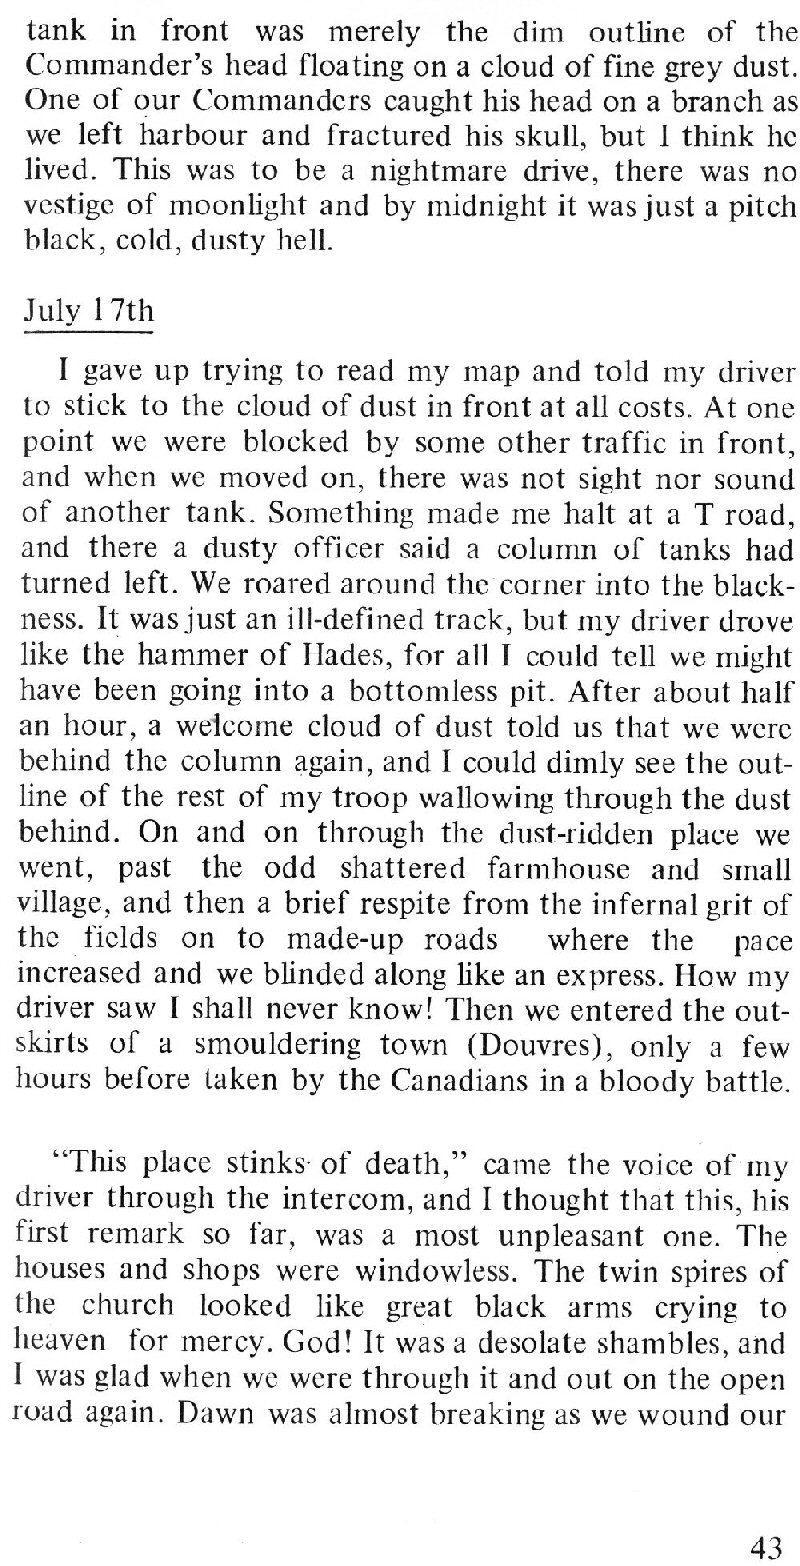 tank in front was merely the dim outline of the
Commander's head floating on a cloud of fine grey dust.
One of our Commanders caught his head on a branch as
we left harbour and fractured his skull, but I think he
lived. This was to be a nightmare drive, there was no
vestige of moonlight and by midnight it was just a pitch
black, cold, dusty hell.
July 17th
I gave up trying to read my map and told my driver
to stick to the cloud of dust in front at all costs. At one
point we were blocked by some other traffic in front,
and when we moved on, there was not sight nor sound
of another tank. Something made me halt at a T road,
and there a dusty officer said a column of tanks had
turned left. We roared around the corner into the black-
ness. It was just an ill-defined track, but my driver drove
like the hammer of Hades, for all I could tell we might
have been going into a bottomless pit. After about half
an hour, a welcome cloud of dust told us that we were
behind the column again, and I could dimly see the out-
line of the rest of my troop wallowing through the dust
behind. On and on through the dust-ridden place we
went, past the odd shattered farmhouse and small
village, and then a brief respite from the infernal grit of
the fields on to made-up roads where the pace
increased and we blinded along like an express. How my
driver saw I shall never know! Then we entered the out-
skirts of a smouldering town (Douvres), only a few
hours before taken by the Canadians in a bloody battle.
"This place stinks of death," came the voice of my
driver through the intercom, and I thought that this, his
first remark so far, was a most unpleasant one. The
houses and shops were windowless. The twin spires of
the church looked like great black arms crying to
heaven for mercy. God! It was a desolate shambles, and
I was glad when we were through it and out on the open
road again. Dawn was almost breaking as we wound our
43